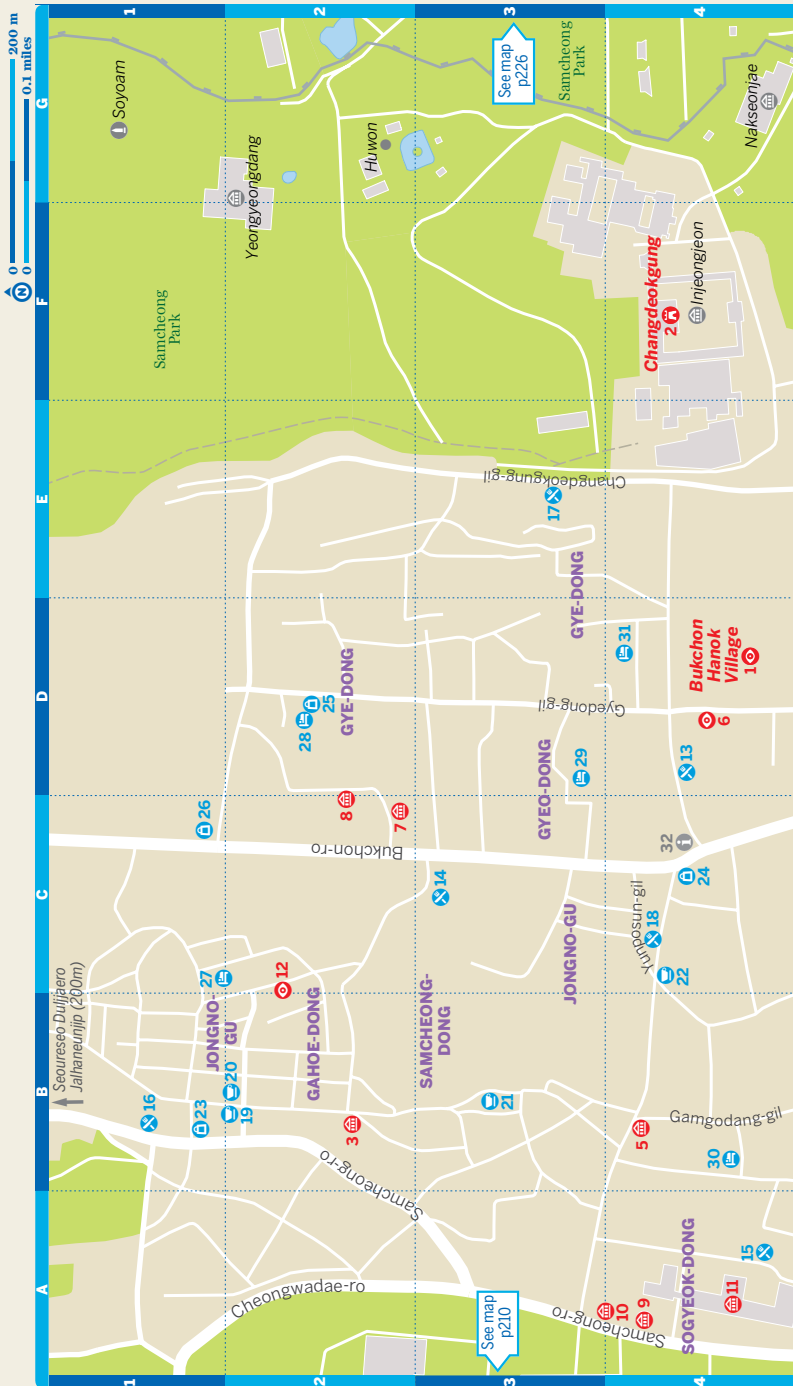 N
0 200 m
0 0.1 miles
A
B
C
D
E
F
G
1
2
3
4
Seoureseo Duljjaero
Jalhaneunjip (200m)
16
23
19
20
JONGNO-
GU
27
26
12
GAHOE-DONG
3
Samcheong-ro
Cheongwadae-ro
Bukchon-ro
8
7
28
25
GYE-DONG
Samcheong
Park
Soyoam
Yeongyeongdang
Huwon
See map
p210
SAMCHEONG-
DONG
21
14
JONGNO-GU
GYEO-DONG
29
GYE-DONG
17
Changdeokgung-gil
See map
p226
Samcheong
Park
Samcheong-ro
10
9
SOGYEOK-DONG
11
15
5
30
Gamgodang-gil
Yunposun-gil
18
22
32
24
13
Gyedong-gil
6
31
Bukchon
Hanok
Village
1
Changdeokgung
2
Injeongjeon
Nakseonjae
1
2
3
4